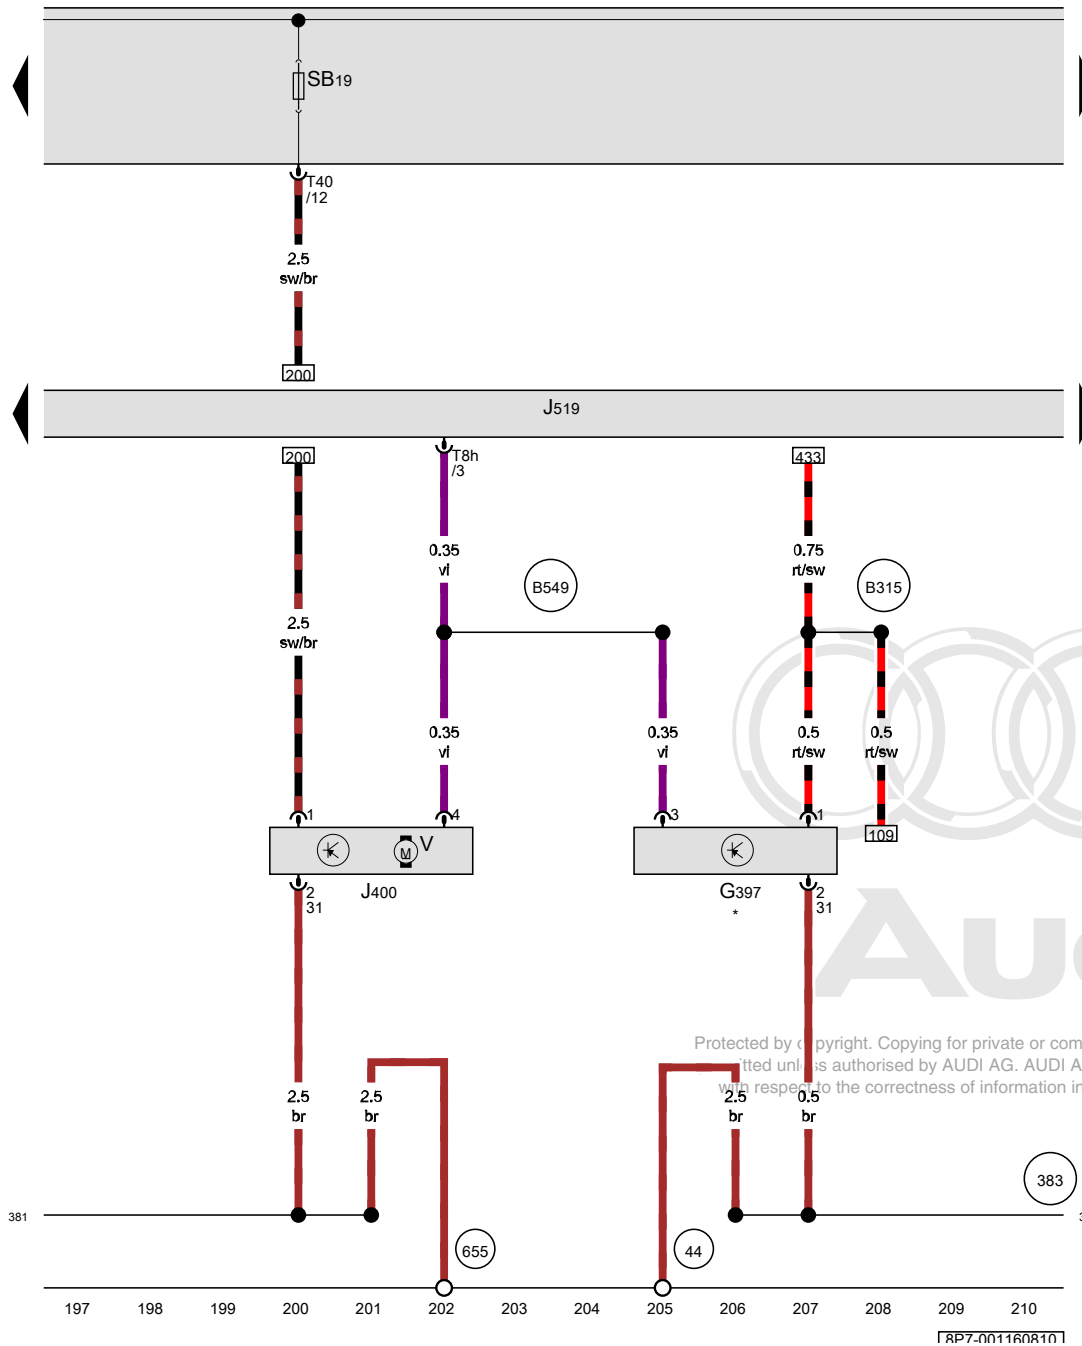 SB19
T40
/12
2.5
sw/br
200
J519
200
T8h
/3
433
0.35
vi
0.75
rt/sw
B549
B315
2.5
sw/br
0.35
vi
0.35
vi
0.5
rt/sw
0.5
rt/sw
1
4
3
1
109
M
V
J400
G397
*
2
31
2
31
Audi
Protected by c pyright. Copying for private or com
itted unl ss authorised by AUDI AG. AUDI A
with respect to the correctness of information in
2.5
br
2.5
br
2.5
br
0.5
br
383
381
655
44
197 198 199 200 201 202 203 204 205 206 207 208 209 210
8P7-001160810